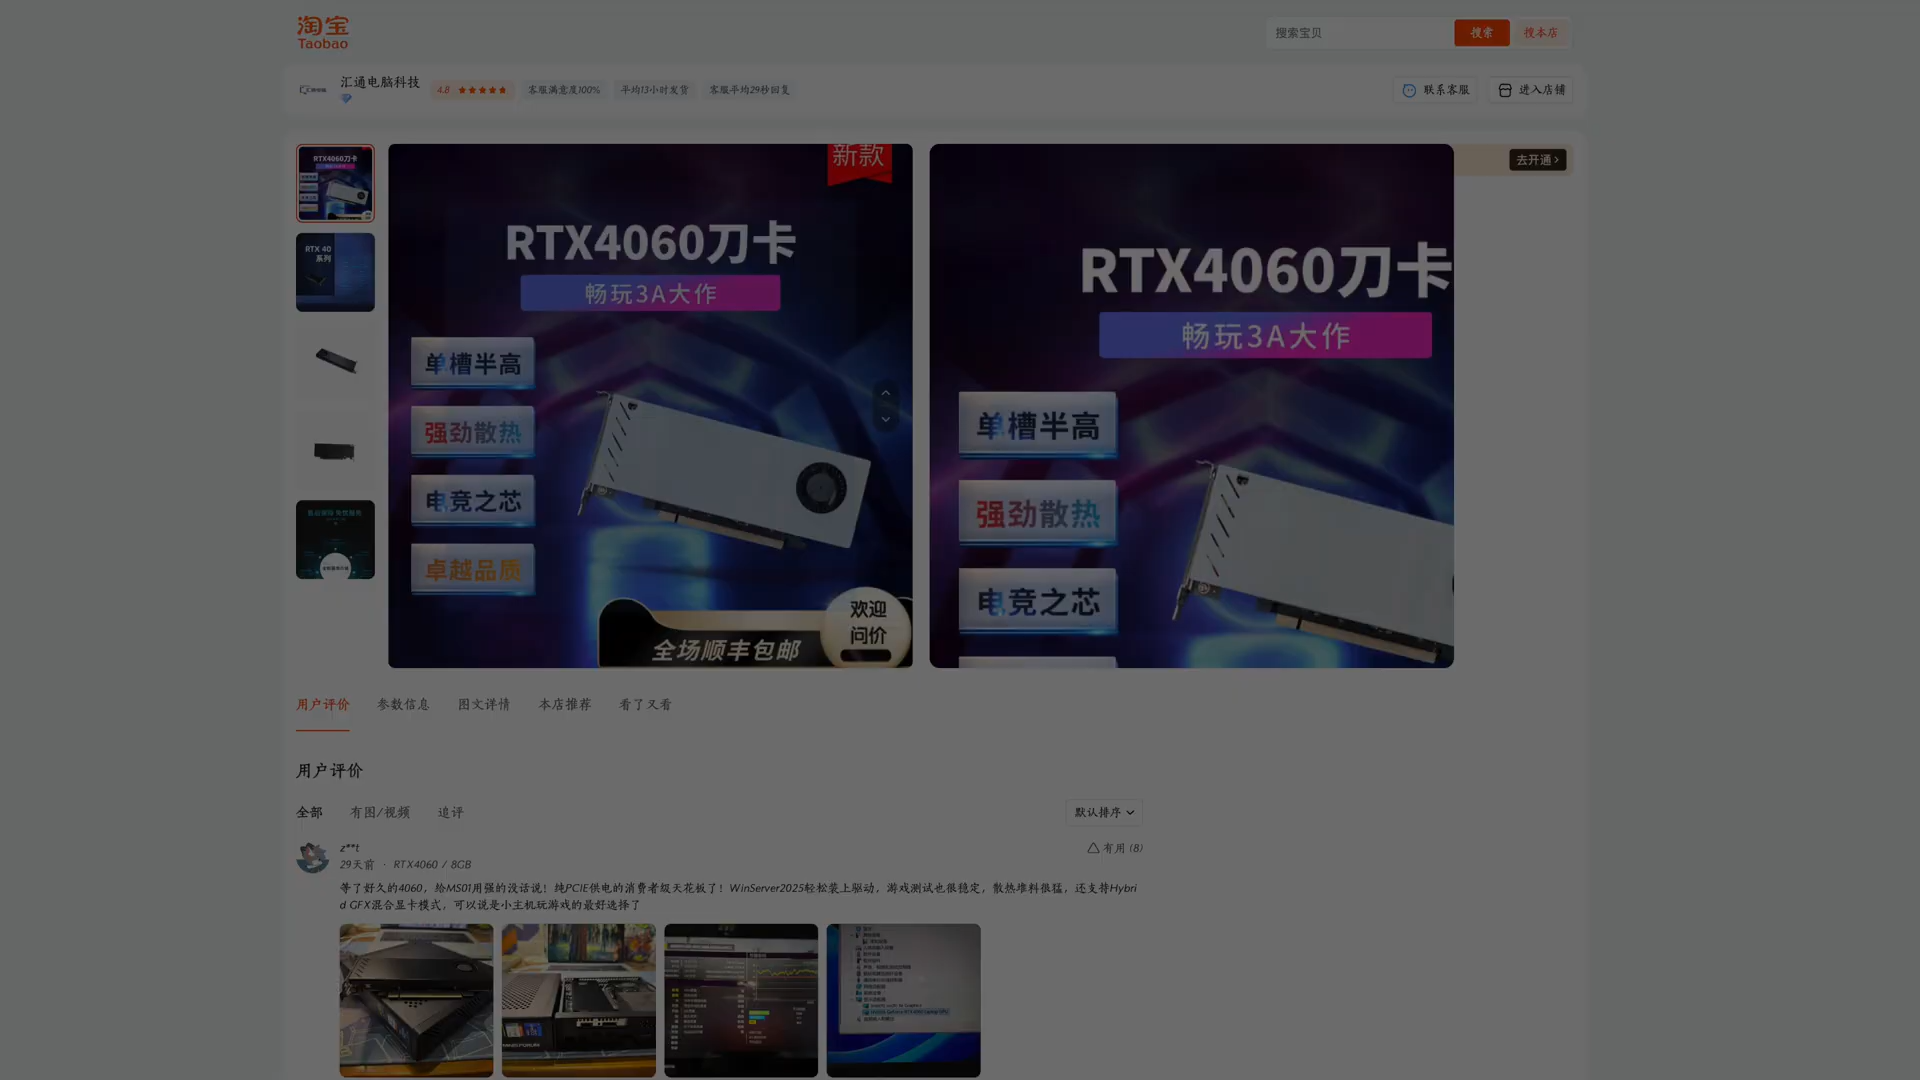 淘宝
Taobao
搜索宝贝
搜索
搜本店
汇通电脑科技
4.8
客服满意度100%
平均13小时发货
客服平均29秒回复
联系客服
进入店铺
RTX4060刀卡
RTX 40
系列
新款
RTX4060刀卡
畅玩3A大作
单槽半高
强劲散热
电竞之芯
卓越品质
全场顺丰包邮
欢迎
问价
RTX4060刀卡
畅玩3A大作
单槽半高
强劲散热
电竞之芯
去开通
用户评价
参数信息
图文详情
本店推荐
看了又看
用户评价
全部
有图/视频
追评
默认排序
z**t
29天前 · RTX4060 / 8GB
有用 (8)
等了好久的4060，给MS01用强的没话说！纯PCIE供电的消费者级天花板了！WinServer2025轻松装上驱动，游戏测试也很稳定，散热堆料很猛，还支持Hybri
d GFX混合显卡模式，可以说是小主机玩游戏的最好选择了